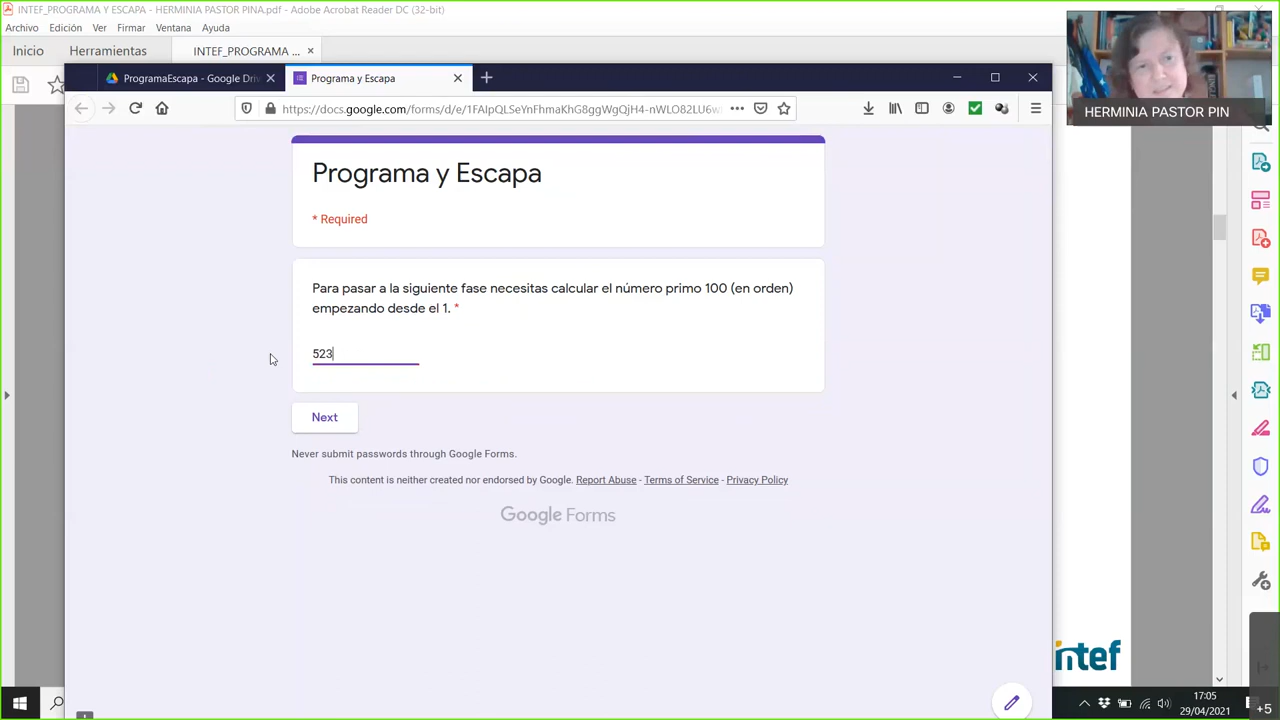 INTEF_PROGRAMA Y ESCAPA - HERMINIA PASTOR PINA.pdf - Adobe Acrobat Reader DC (32-bit)
Archivo Edición Ver Firmar Ventana Ayuda
Inicio Herramientas INTEF_PROGRAMA ... ×
ProgramaEscapa - Google Driv × Programa y Escapa × +
https://docs.google.com/forms/d/e/1FAIpQLSeYnFhmaKhG8ggWgQjH4-nWLO82LU6w
HERMINIA PASTOR PIN
Programa y Escapa
* Required
Para pasar a la siguiente fase necesitas calcular el número primo 100 (en orden)
empezando desde el 1. *
523
Next
Never submit passwords through Google Forms.
This content is neither created nor endorsed by Google. Report Abuse - Terms of Service - Privacy Policy
Google Forms
intef
17:05
29/04/2021
+5